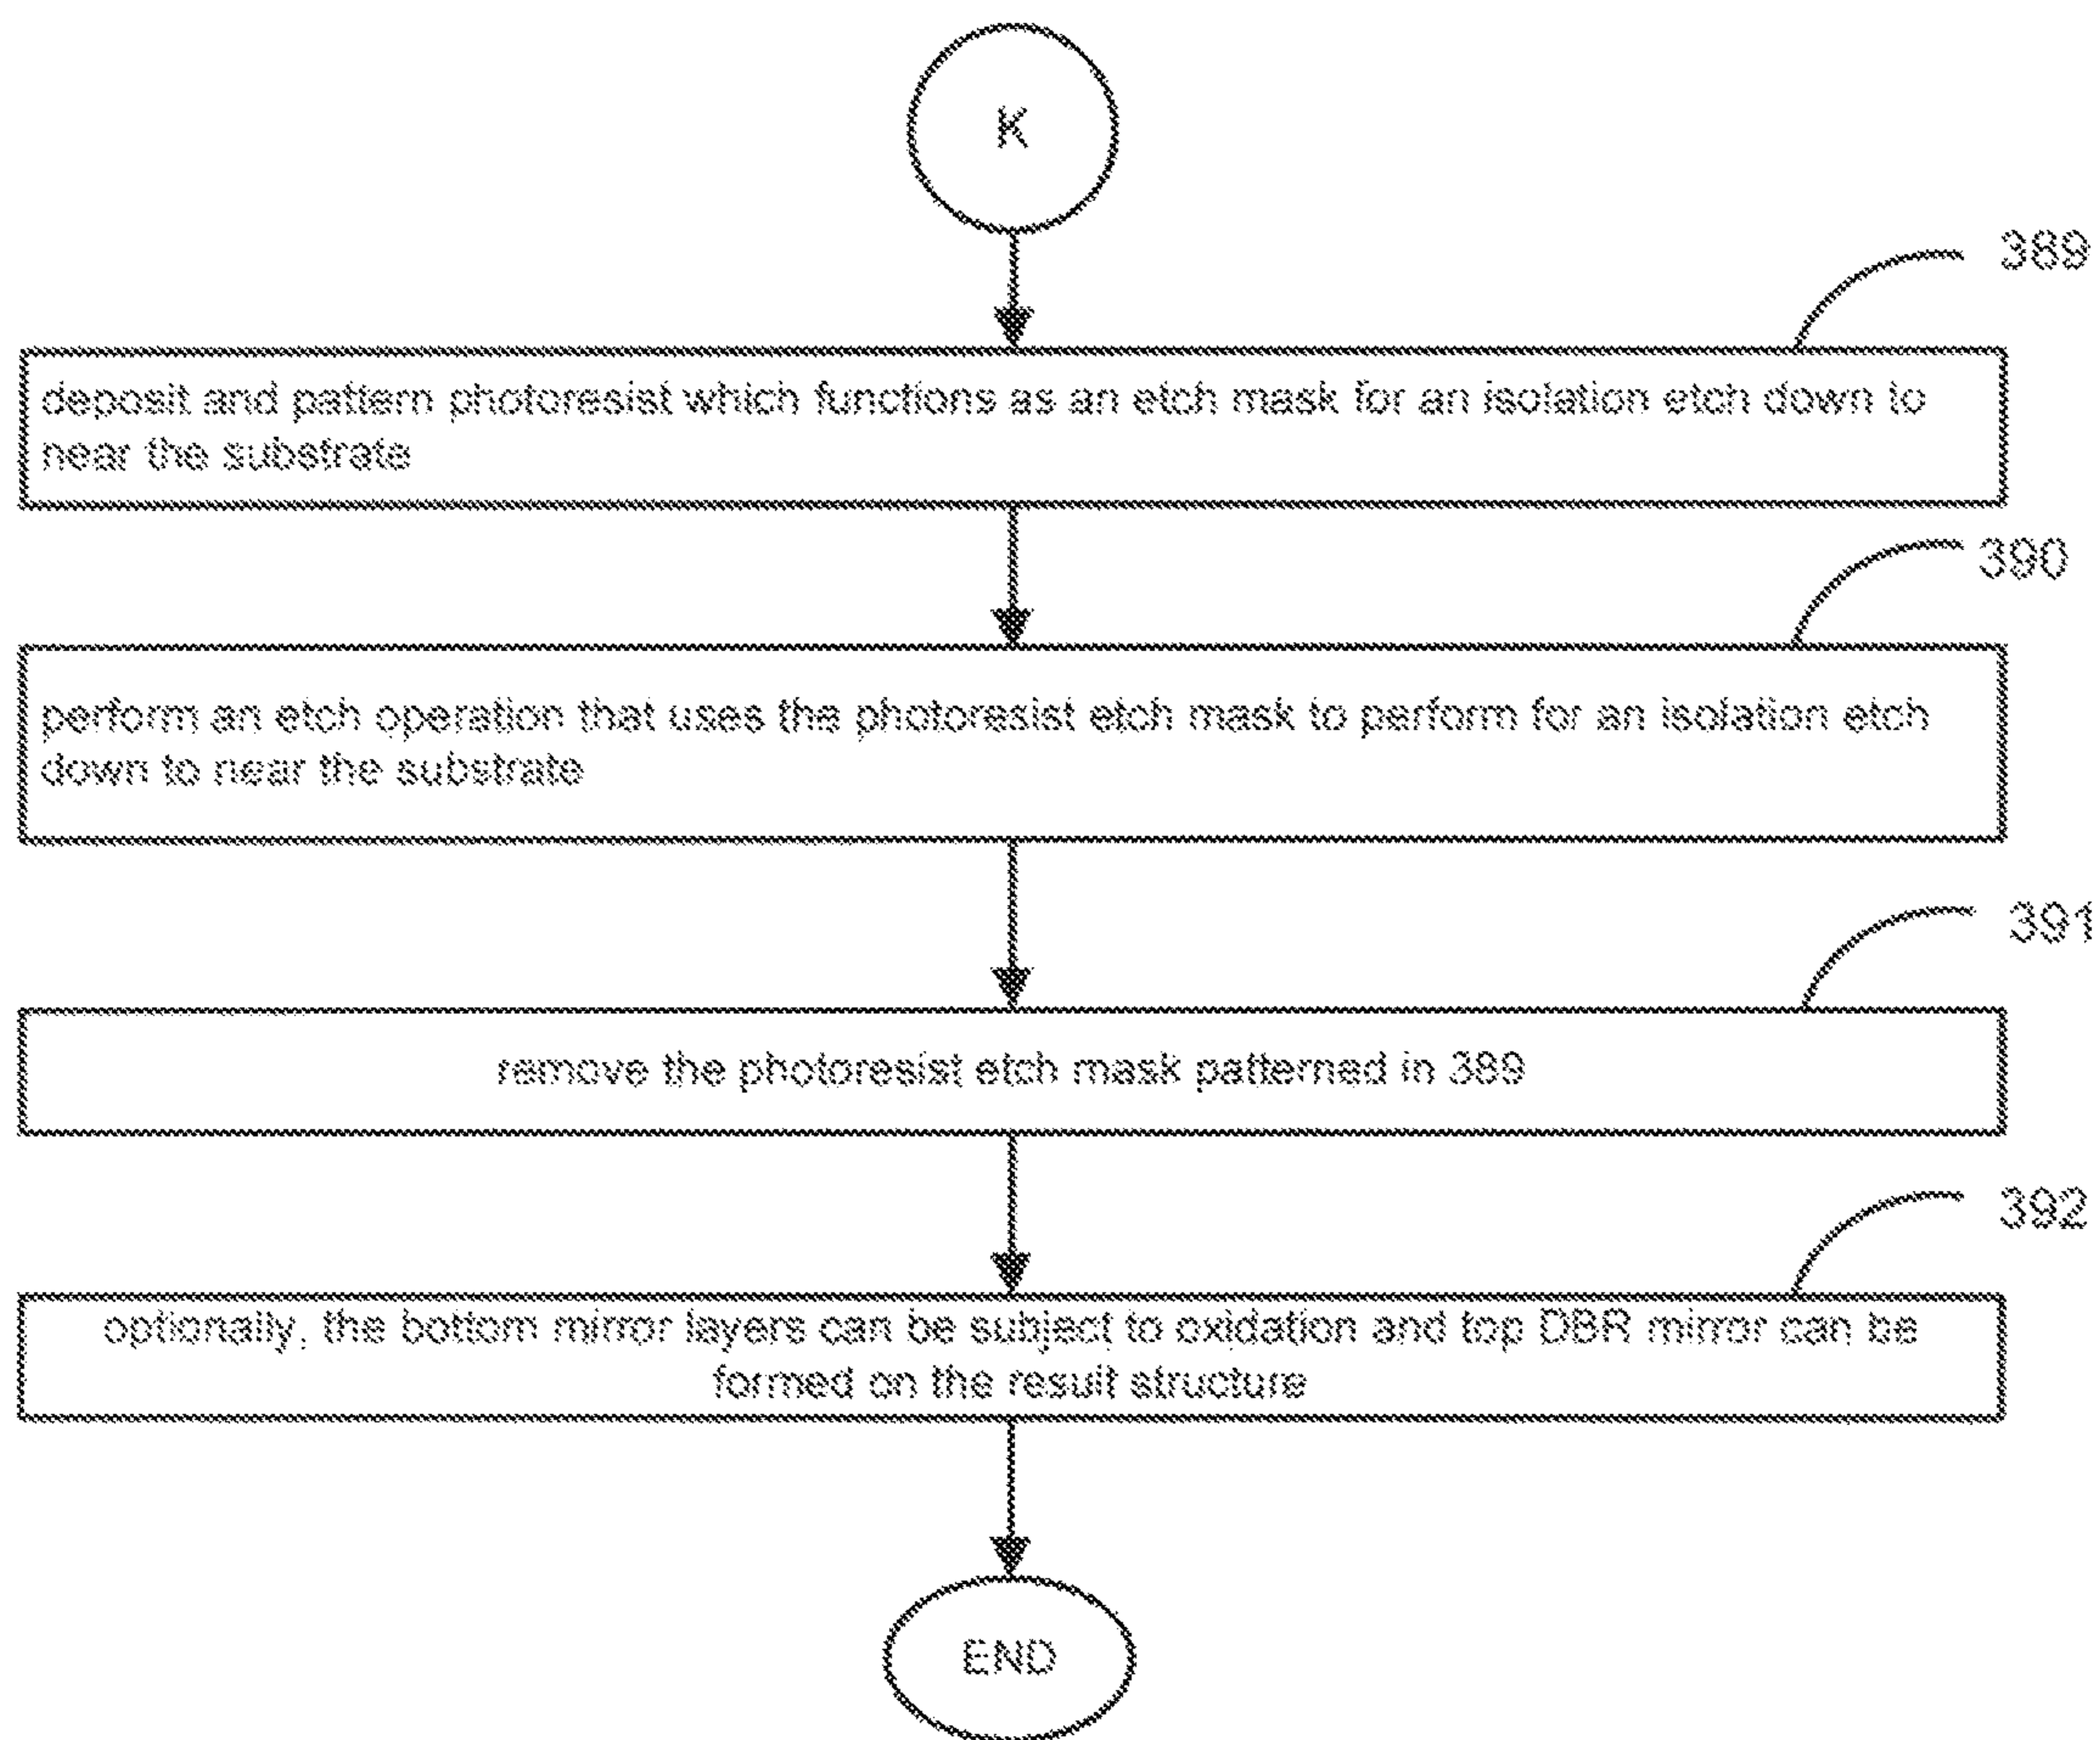 K
389
deposit and pattern photoresist which functions as an etch mask for an isolation etch down to
near the substrate
390
perform an etch operation that uses the photoresist etch mask to perform for an isolation etch
down to near the substrate
391
remove the photoresist etch mask patterned in 389
392
optionally, the bottom mirror layers can be subject to oxidation and top DBR mirror can be
formed on the result structure
END